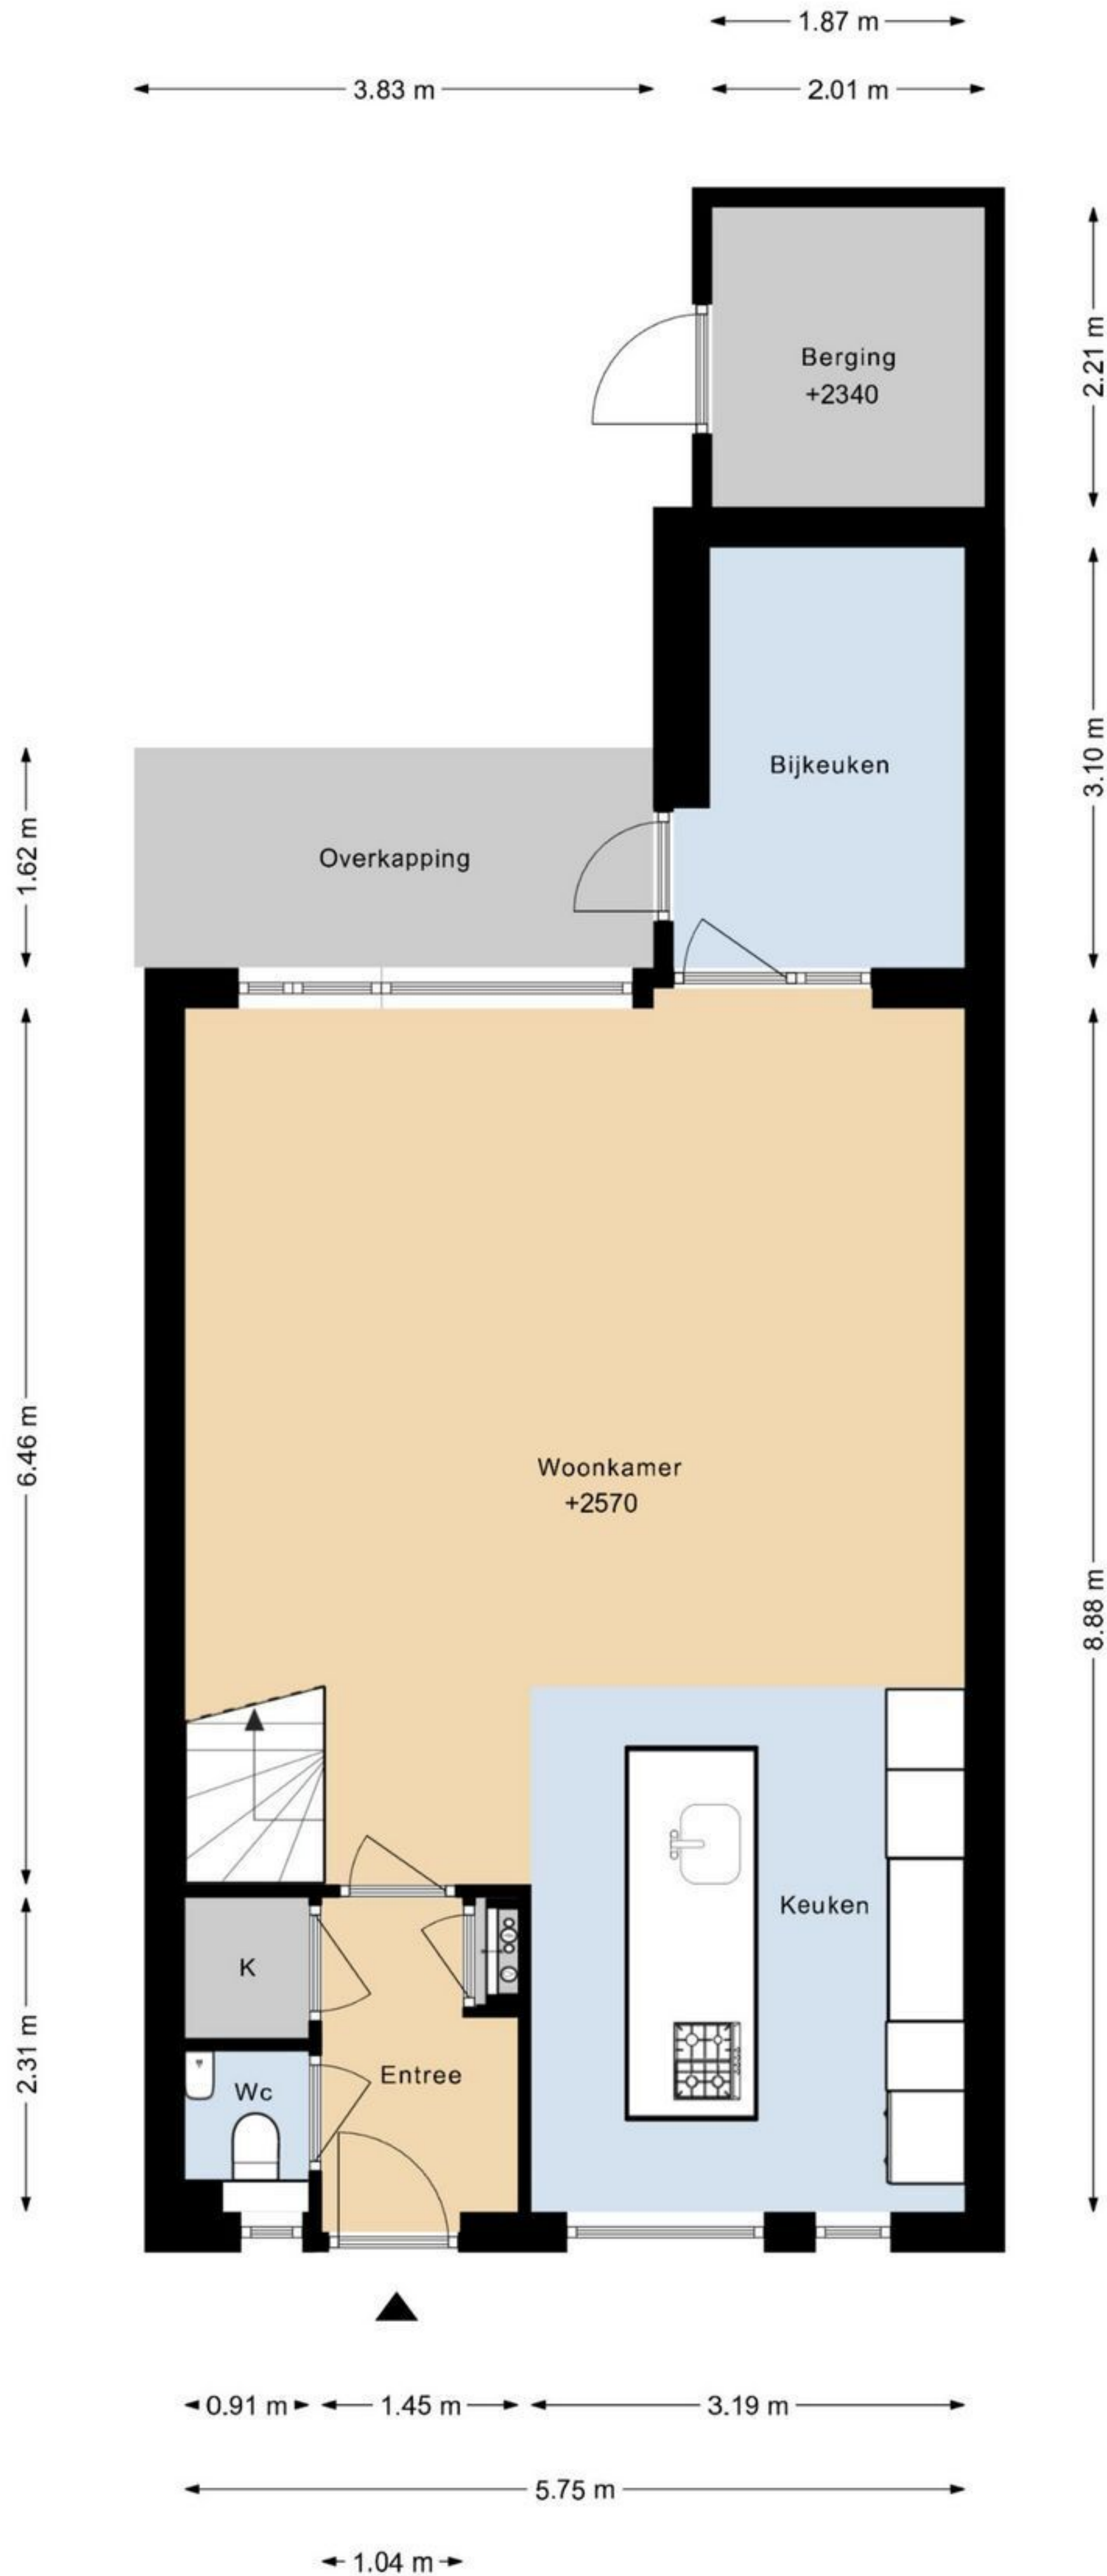 1.87 m
3.83 m
2.01 m
2.21 m
Berging
+2340
3.10 m
Bijkeuken
1.62 m
Overkapping
6.46 m
Woonkamer
+2570
8.88 m
Keuken
K
2.31 m
Entree
Wc
0.91 m
1.45 m
3.19 m
5.75 m
1.04 m